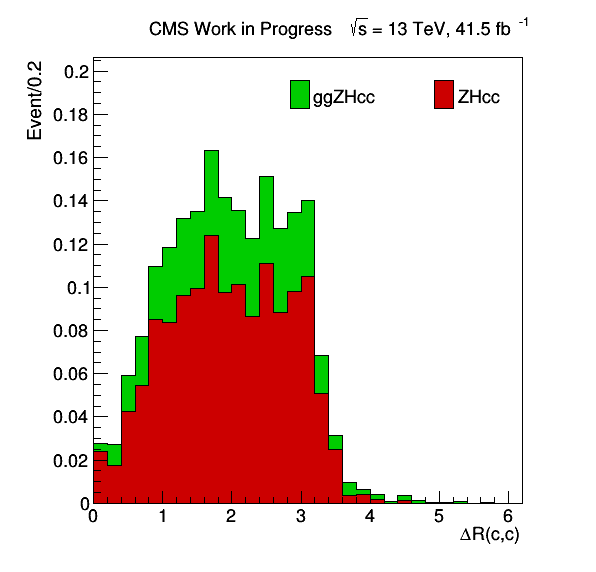 CMS Work in Progress √s = 13 TeV, 41.5 fb⁻¹
Event/0.2
ggZHcc ZHcc
0.2
0.18
0.16
0.14
0.12
0.1
0.08
0.06
0.04
0.02
0
0 1 2 3 4 5 6
ΔR(c,c)